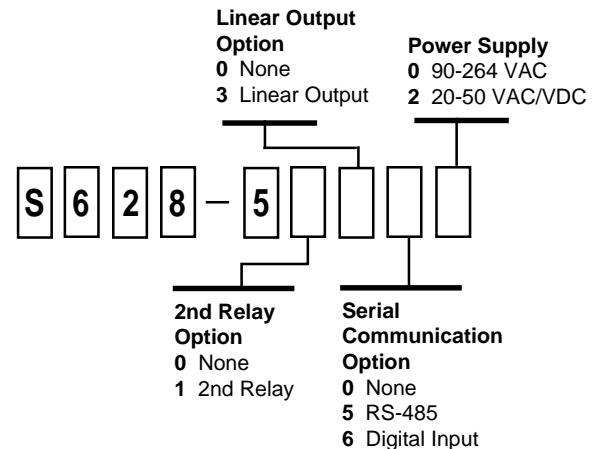 Linear Output
Option
0 None
3 Linear Output
Power Supply
0 90-264 VAC
2 20-50 VAC/VDC
S 6 2 8 – 5
2nd Relay
Option
0 None
1 2nd Relay
Serial
Communication
Option
0 None
5 RS-485
6 Digital Input